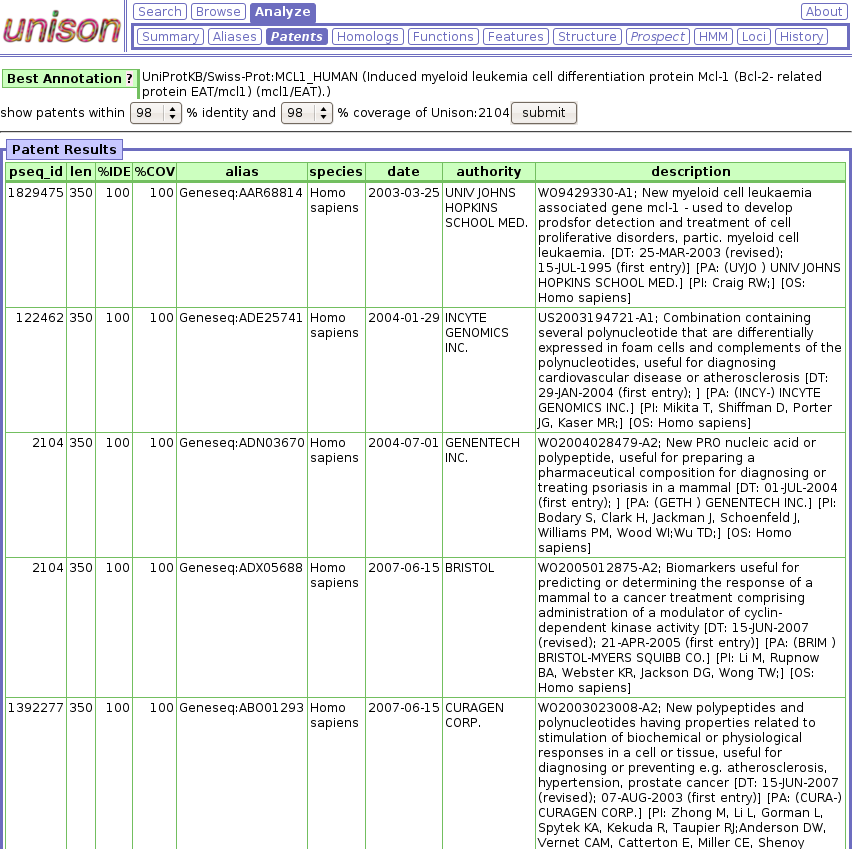 unison
Search Browse Analyze About
Summary Aliases Patents Homologs Functions Features Structure Prospect HMM Loci History
Best Annotation ? UniProtKB/Swiss-Prot:MCL1_HUMAN (Induced myeloid leukemia cell differentiation protein Mcl-1 (Bcl-2- related
protein EAT/mcl1) (mcl1/EAT).)
show patents within 98 % identity and 98 % coverage of Unison:2104 submit
Patent Results
pseq_id len %IDE %COV alias species date authority description
1829475 350 100 100 Geneseq:AAR68814 Homo 2003-03-25 UNIV JOHNS WO9429330-A1; New myeloid cell leukaemia
sapiens HOPKINS associated gene mcl-1 - used to develop
SCHOOL MED. prodsfor detection and treatment of cell
proliferative disorders, partic. myeloid cell
leukaemia. [DT: 25-MAR-2003 (revised);
15-JUL-1995 (first entry)] [PA: (UYJO ) UNIV JOHNS
HOPKINS SCHOOL MED.] [PI: Craig RW;] [OS:
Homo sapiens]
122462 350 100 100 Geneseq:ADE25741 Homo 2004-01-29 INCYTE US2003194721-A1; Combination containing
sapiens GENOMICS several polynucleotide that are differentially
INC. expressed in foam cells and complements of the
polynucleotides, useful for diagnosing
cardiovascular disease or atherosclerosis [DT:
29-JAN-2004 (first entry); ] [PA: (INCY-) INCYTE
GENOMICS INC.] [PI: Mikita T, Shiffman D, Porter
JG, Kaser MR;] [OS: Homo sapiens]
2104 350 100 100 Geneseq:ADN03670 Homo 2004-07-01 GENENTECH WO2004028479-A2; New PRO nucleic acid or
sapiens INC. polypeptide, useful for preparing a
pharmaceutical composition for diagnosing or
treating psoriasis in a mammal [DT: 01-JUL-2004
(first entry); ] [PA: (GETH ) GENENTECH INC.] [PI:
Bodary S, Clark H, Jackman J, Schoenfeld J,
Williams PM, Wood WI;Wu TD;] [OS: Homo
sapiens]
2104 350 100 100 Geneseq:ADX05688 Homo 2007-06-15 BRISTOL WO2005012875-A2; Biomarkers useful for
sapiens predicting or determining the response of a
mammal to a cancer treatment comprising
administration of a modulator of cyclin-
dependent kinase activity [DT: 15-JUN-2007
(revised); 21-APR-2005 (first entry)] [PA: (BRIM )
BRISTOL-MYERS SQUIBB CO.] [PI: Li M, Rupnow
BA, Webster KR, Jackson DG, Wong TW;] [OS:
Homo sapiens]
1392277 350 100 100 Geneseq:ABO01293 Homo 2007-06-15 CURAGEN WO2003023008-A2; New polypeptides and
sapiens CORP. polynucleotides having properties related to
stimulation of biochemical or physiological
responses in a cell or tissue, useful for
diagnosing or preventing e.g. atherosclerosis,
hypertension, prostate cancer [DT: 15-JUN-2007
(revised); 07-AUG-2003 (first entry)] [PA: (CURA-)
CURAGEN CORP.] [PI: Zhong M, Li L, Gorman L,
Spytek KA, Kekuda R, Taupier RJ;Anderson DW,
Vernet CAM, Catterton E, Miller CE, Shenoy